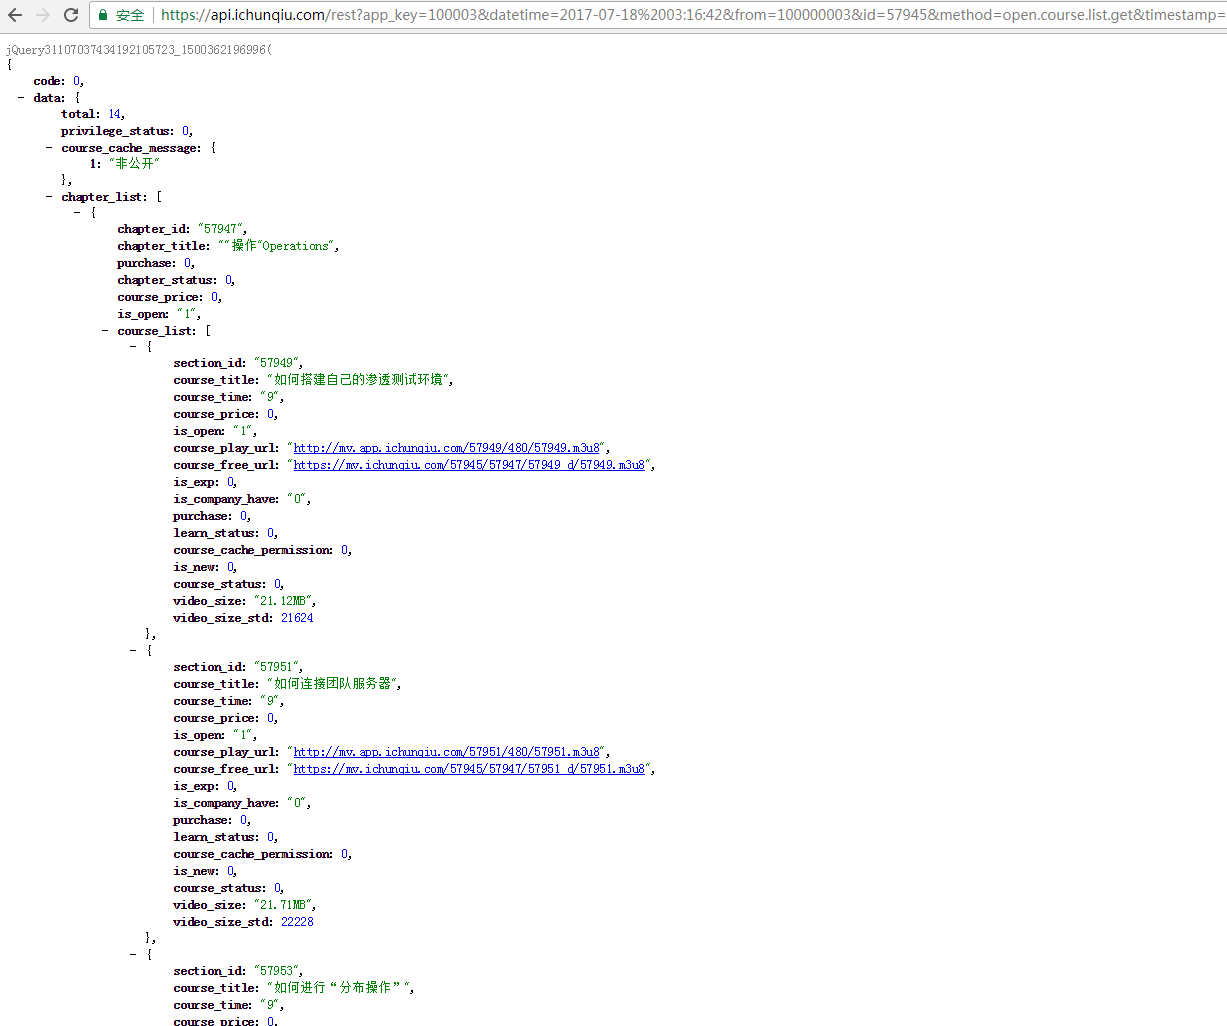 安全 https://api.ichunqiu.com/rest?app_key=100003&datetime=2017-07-18%2003:16:42&from=100000003&id=57945&method=open.course.list.get&timestamp=
jQuery31107037434192105723_1500362196996(
{
code: 0,
- data: {
total: 14,
privilege_status: 0,
- course_cache_message: {
1: "非公开"
},
- chapter_list: [
- {
chapter_id: "57947",
chapter_title: ""操作"Operations",
purchase: 0,
chapter_status: 0,
course_price: 0,
is_open: "1",
- course_list: [
- {
section_id: "57949",
course_title: "如何搭建自己的渗透测试环境",
course_time: "9",
course_price: 0,
is_open: "1",
course_play_url: "http://mv.app.ichunqiu.com/57949/480/57949.m3u8",
course_free_url: "https://mv.ichunqiu.com/57945/57947/57949_d/57949.m3u8",
is_exp: 0,
is_company_have: "0",
purchase: 0,
learn_status: 0,
course_cache_permission: 0,
is_new: 0,
course_status: 0,
video_size: "21.12MB",
video_size_std: 21624
},
- {
section_id: "57951",
course_title: "如何连接团队服务器",
course_time: "9",
course_price: 0,
is_open: "1",
course_play_url: "http://mv.app.ichunqiu.com/57951/480/57951.m3u8",
course_free_url: "https://mv.ichunqiu.com/57945/57947/57951_d/57951.m3u8",
is_exp: 0,
is_company_have: "0",
purchase: 0,
learn_status: 0,
course_cache_permission: 0,
is_new: 0,
course_status: 0,
video_size: "21.71MB",
video_size_std: 22228
},
- {
section_id: "57953",
course_title: "如何进行“分布操作”",
course_time: "9",
course_price: 0,